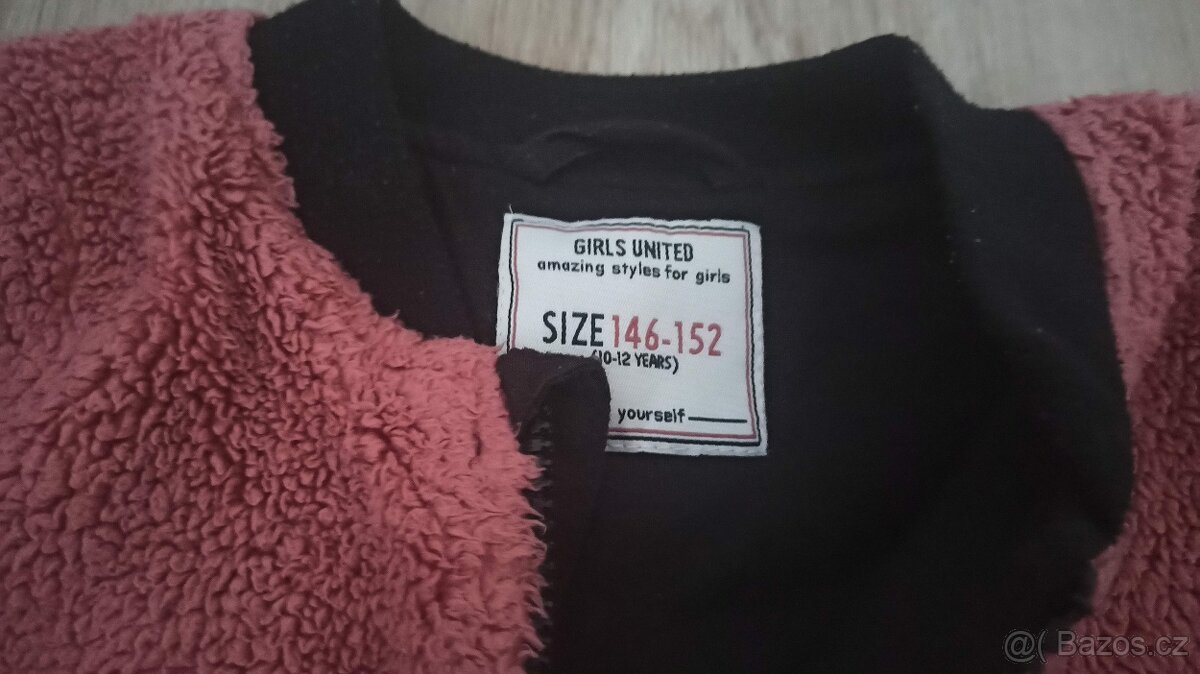 GIRLS UNITED
amazing styles for girls
SIZE 146-152
(10-12 YEARS)
yourself
@( Bazos.cz